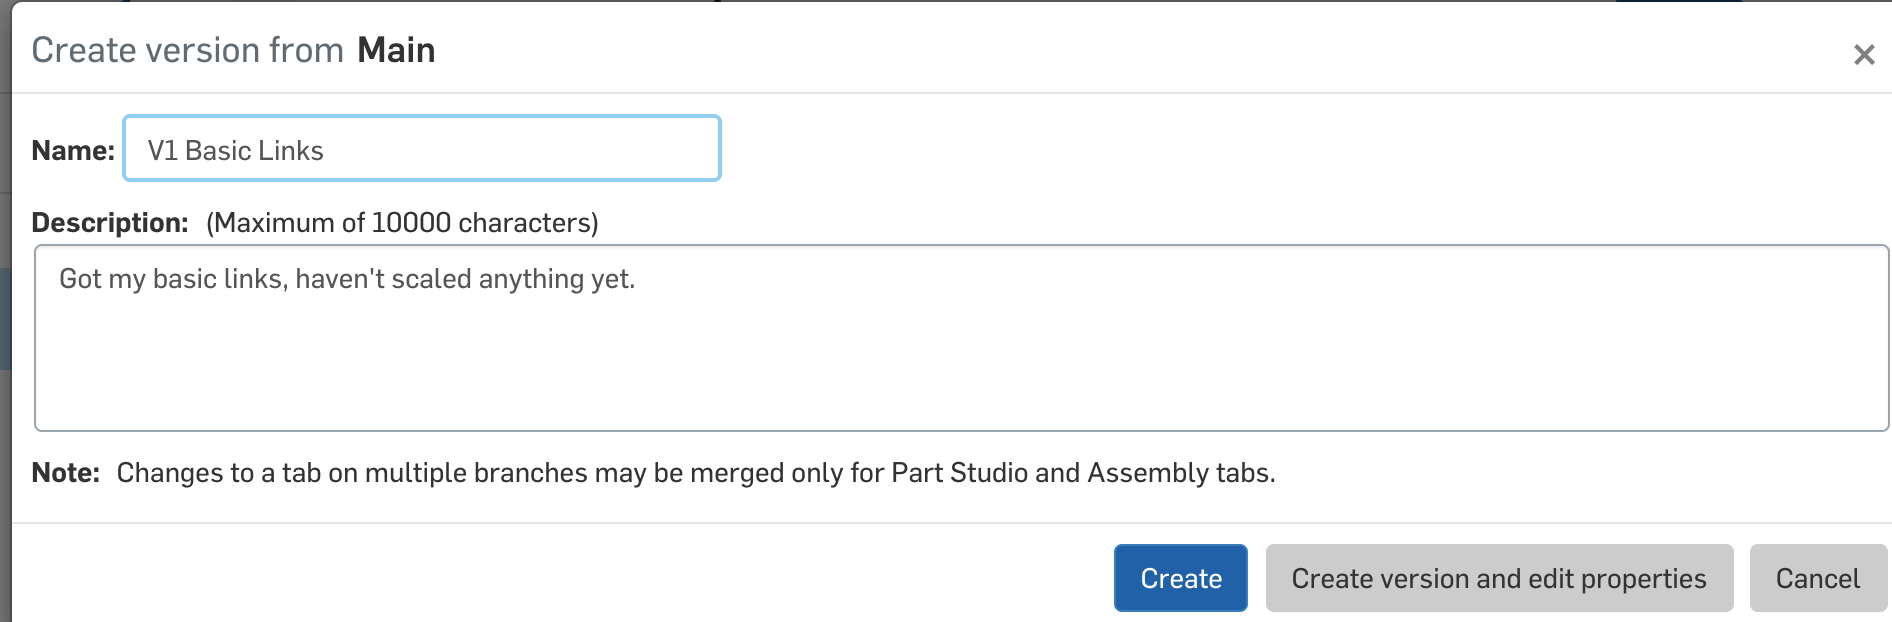 Create version from Main
Name: V1 Basic Links
Description: (Maximum of 10000 characters)
Got my basic links, haven't scaled anything yet.
Note: Changes to a tab on multiple branches may be merged only for Part Studio and Assembly tabs.
Create Create version and edit properties Cancel